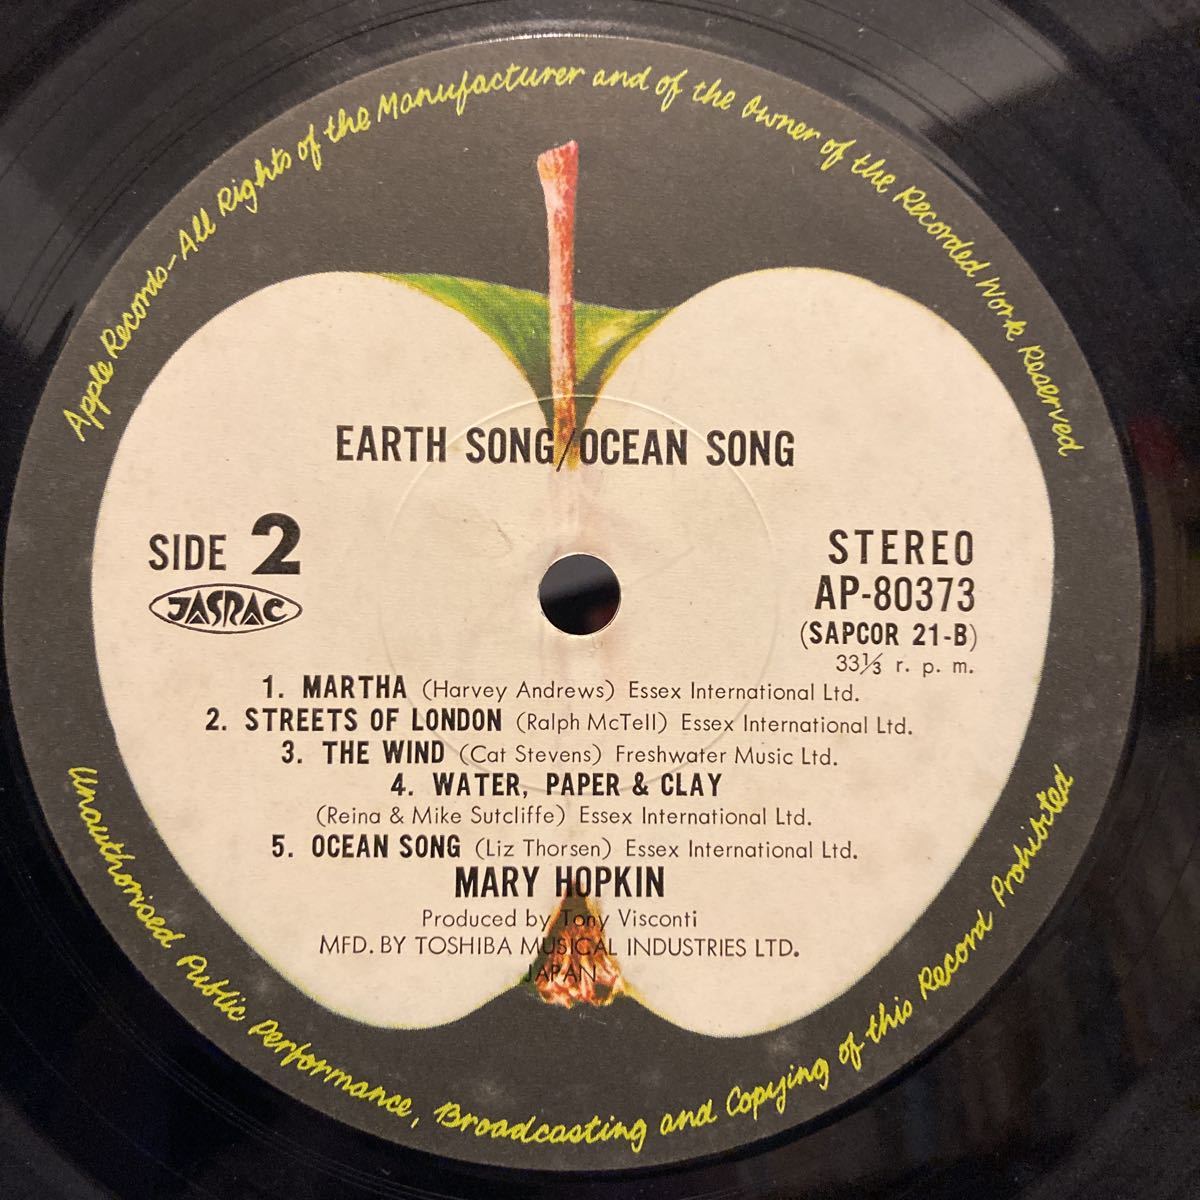 Apple Records-All Rights of the Manufacturer and of the Owner of the Recorded Work Reserved
EARTH SONG/OCEAN SONG
SIDE 2
JASRAC
STEREO
AP-80373
(SAPCOR 21-B)
33⅓ r. p. m.
1. MARTHA (Harvey Andrews) Essex International Ltd.
2. STREETS OF LONDON (Ralph McTell) Essex International Ltd.
3. THE WIND (Cat Stevens) Freshwater Music Ltd.
4. WATER, PAPER & CLAY
(Reina & Mike Sutcliffe) Essex International Ltd.
5. OCEAN SONG (Liz Thorsen) Essex International Ltd.
MARY HOPKIN
Produced by Tony Visconti
MFD. BY TOSHIBA MUSICAL INDUSTRIES LTD.
JAPAN
Unauthorised Public Performance, Broadcasting and Copying of this Record Prohibited